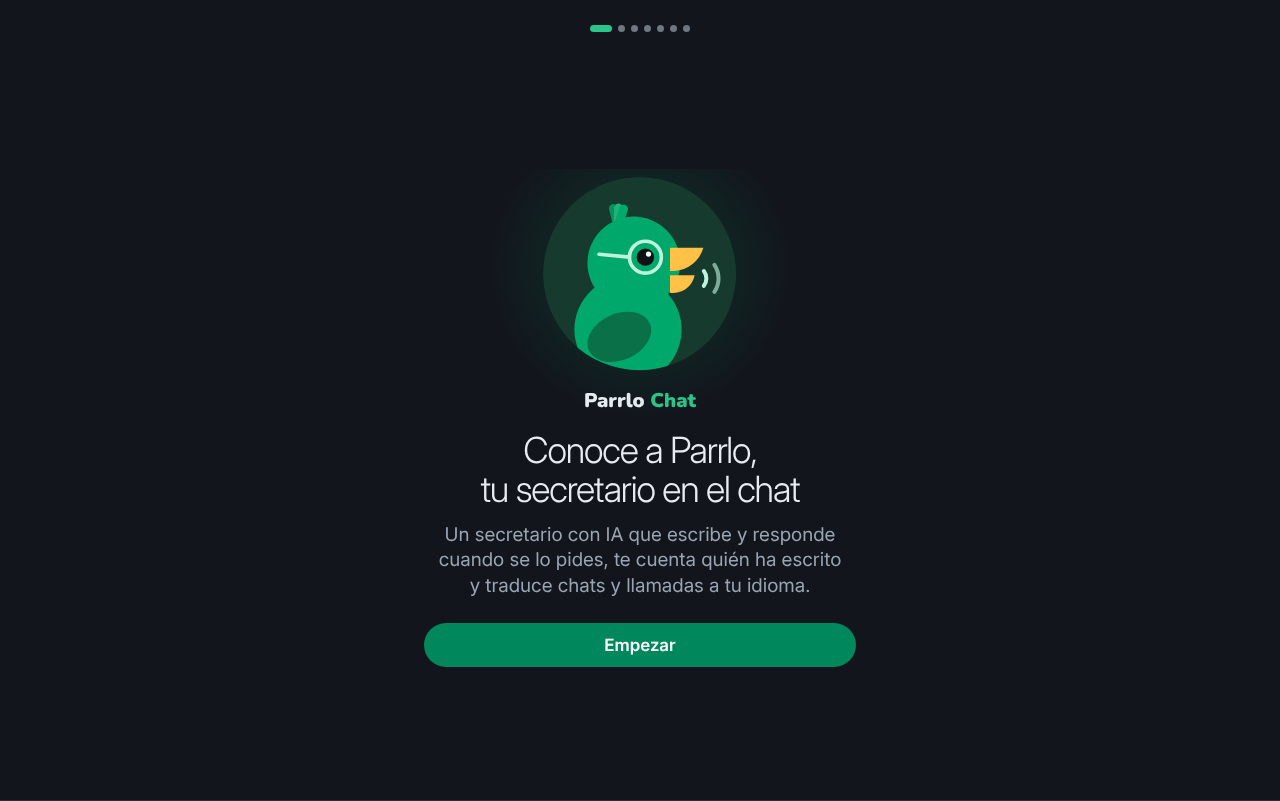 Parrlo Chat
Conoce a Parrlo,
tu secretario en el chat
Un secretario con IA que escribe y responde
cuando se lo pides, te cuenta quién ha escrito
y traduce chats y llamadas a tu idioma.
Empezar